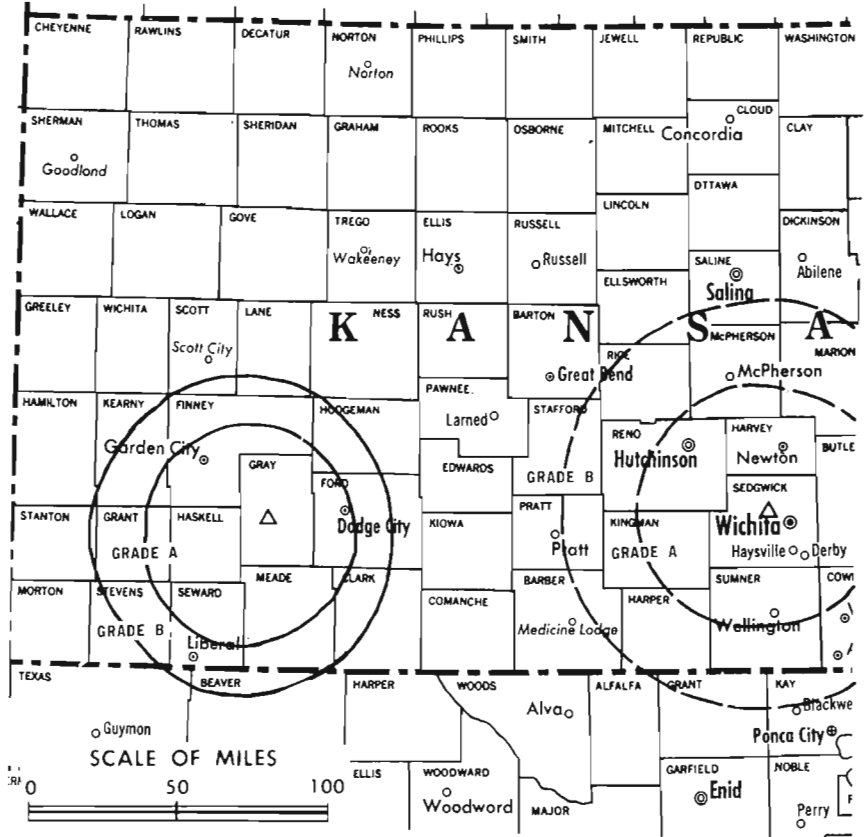 CHEYENNE RAWLINS DECATUR NORTON PHILLIPS SMITH JEWELL REPUBLIC WASHINGTON
Norton
CLOUD
SHERMAN THOMAS SHERIDAN GRAHAM ROOKS OSBORNE MITCHELL Concordia CLAY
Goodland
OTTAWA
LINCOLN
WALLACE LOGAN GOVE TREGO ELLIS RUSSELL DICKINSON
Wakeeney Hays Russell SALINE Abilene
ELLSWORTH
Salina
GREELEY WICHITA SCOTT LANE NESS RUSH BARTON
K A N S A
McPHERSON
Scott City RICE MARION
Great Bend McPherson
PAWNEE
HAMILTON KEARNY FINNEY HODGEMAN Larned STAFFORD
RENO HARVEY
Garden City Hutchinson Newton BUTLE
GRAY EDWARDS GRADE B
FORD SEDGWICK
STANTON GRANT HASKELL Dodge City KIOWA PRATT KINGMAN Wichita
GRADE A Pratt GRADE A Haysville Derby
MORTON STEVENS SEWARD MEADE CLARK COMANCHE BARBER HARPER SUMNER COW
GRADE B Medicine Lodge Wellington
Liberal A
TEXAS BEAVER HARPER WOODS ALFALFA GRANT KAY
Alva Blackwe
Guymon Ponca City
SCALE OF MILES
ELLIS WOODWARD GARFIELD NOBLE
0 50 100
Woodword Enid
MAJOR Perry